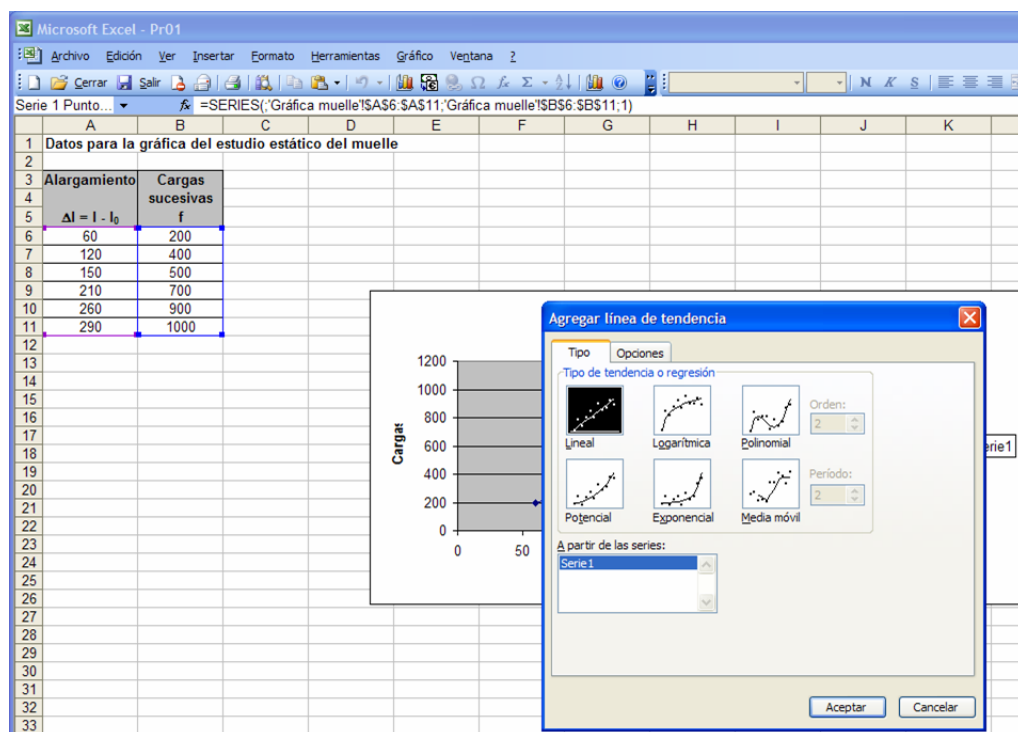 Microsoft Excel - Pr01
Archivo Edición Ver Insertar Formato Herramientas Gráfico Ventana ?
Cerrar Salir N K S
Serie 1 Punto... fx =SERIES(;'Gráfica muelle'!$A$6:$A$11;'Gráfica muelle'!$B$6:$B$11;1)
A B C D E F G H I J K
1 Datos para la gráfica del estudio estático del muelle
2
3 Alargamiento Cargas
4 sucesivas
5 Δl = l - l₀ f
6 60 200
7 120 400
8 150 500
9 210 700
10 260 900
11 290 1000
12
13
14
15
16
17
18
19
20
21
22
23
24
25
26
27
28
29
30
31
32
33
1200
1000
800
600
400
200
0
Cargas
0 50
erie1
Agregar línea de tendencia
Tipo Opciones
Tipo de tendencia o regresión
Lineal Logarítmica Polinomial
Orden:
2
Potencial Exponencial Media móvil
Período:
2
A partir de las series:
Serie1
Aceptar Cancelar